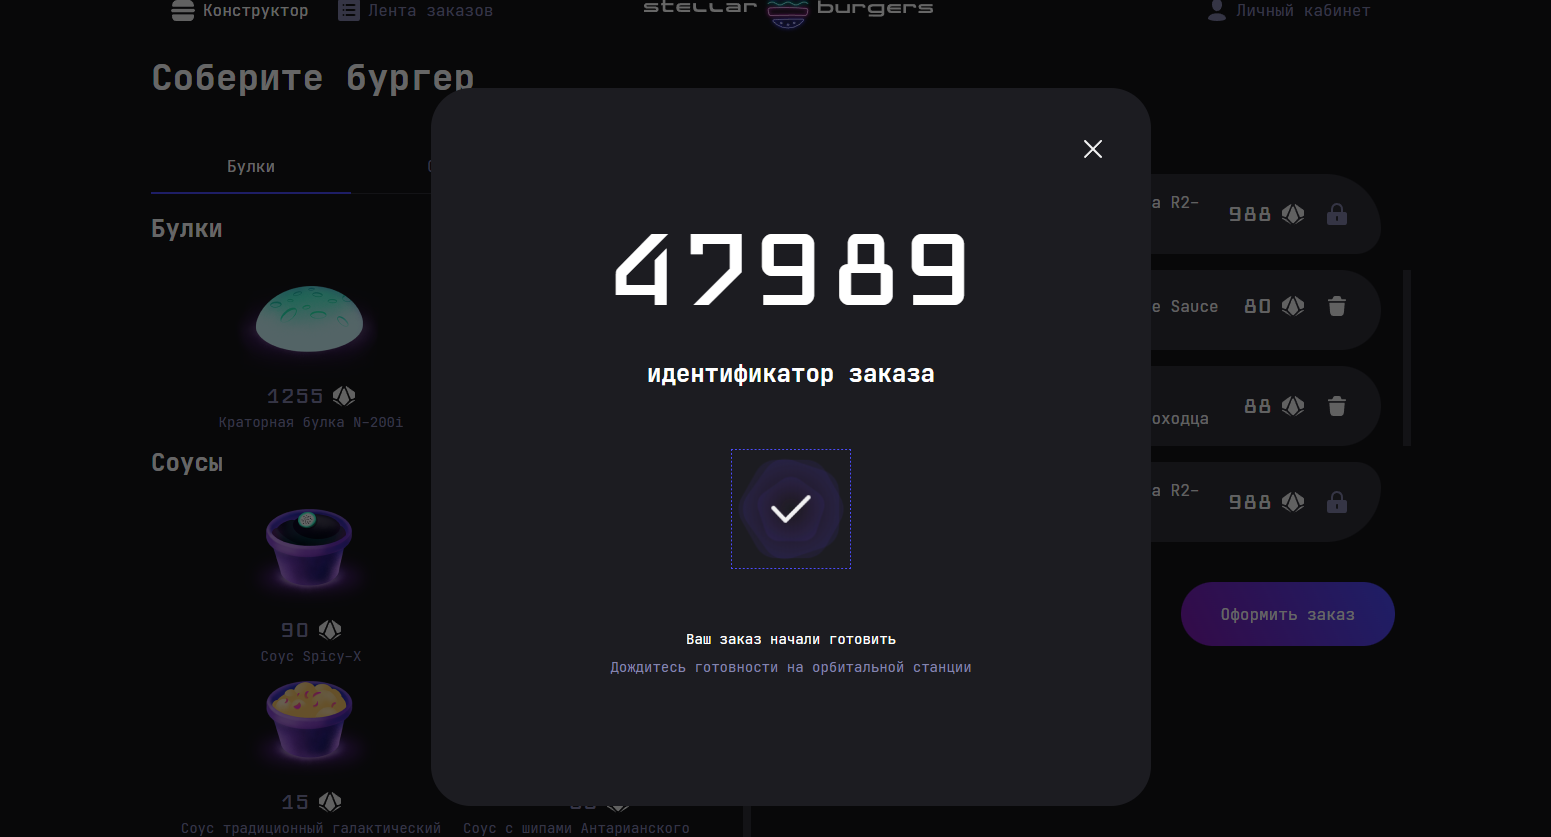 Конструктор
Лента заказов
stellar burgers
Личный кабинет
Соберите бургер
Булки
Булки
1255
Краторная булка N-200i
Соусы
90
Соус Spicy-X
15
Соус традиционный галактический
Соус с шипами Антарианского
47989
идентификатор заказа
Ваш заказ начали готовить
Дождитесь готовности на орбитальной станции
R2-
988
Sauce
80
88
R2-
988
Оформить заказ